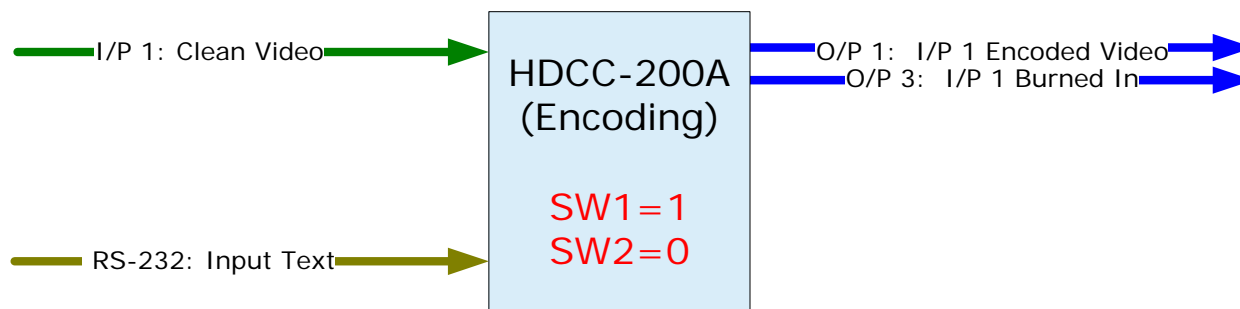 I/P 1: Clean Video
RS-232: Input Text
HDCC-200A
(Encoding)
SW1=1
SW2=0
O/P 1: I/P 1 Encoded Video
O/P 3: I/P 1 Burned In